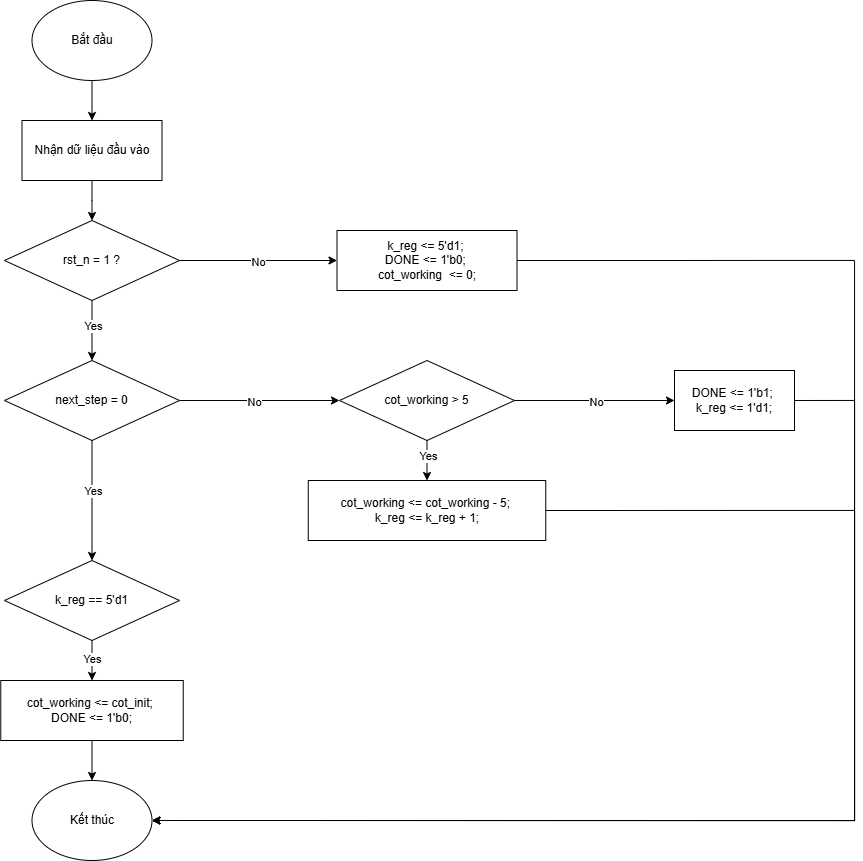 Bắt đầu
Nhận dữ liệu đầu vào
rst_n = 1 ?
No
k_reg <= 5'd1;
DONE <= 1'b0;
cot_working <= 0;
Yes
next_step = 0
No
cot_working > 5
No
DONE <= 1'b1;
k_reg <= 1'd1;
Yes
cot_working <= cot_working - 5;
k_reg <= k_reg + 1;
Yes
k_reg == 5'd1
Yes
cot_working <= cot_init;
DONE <= 1'b0;
Kết thúc